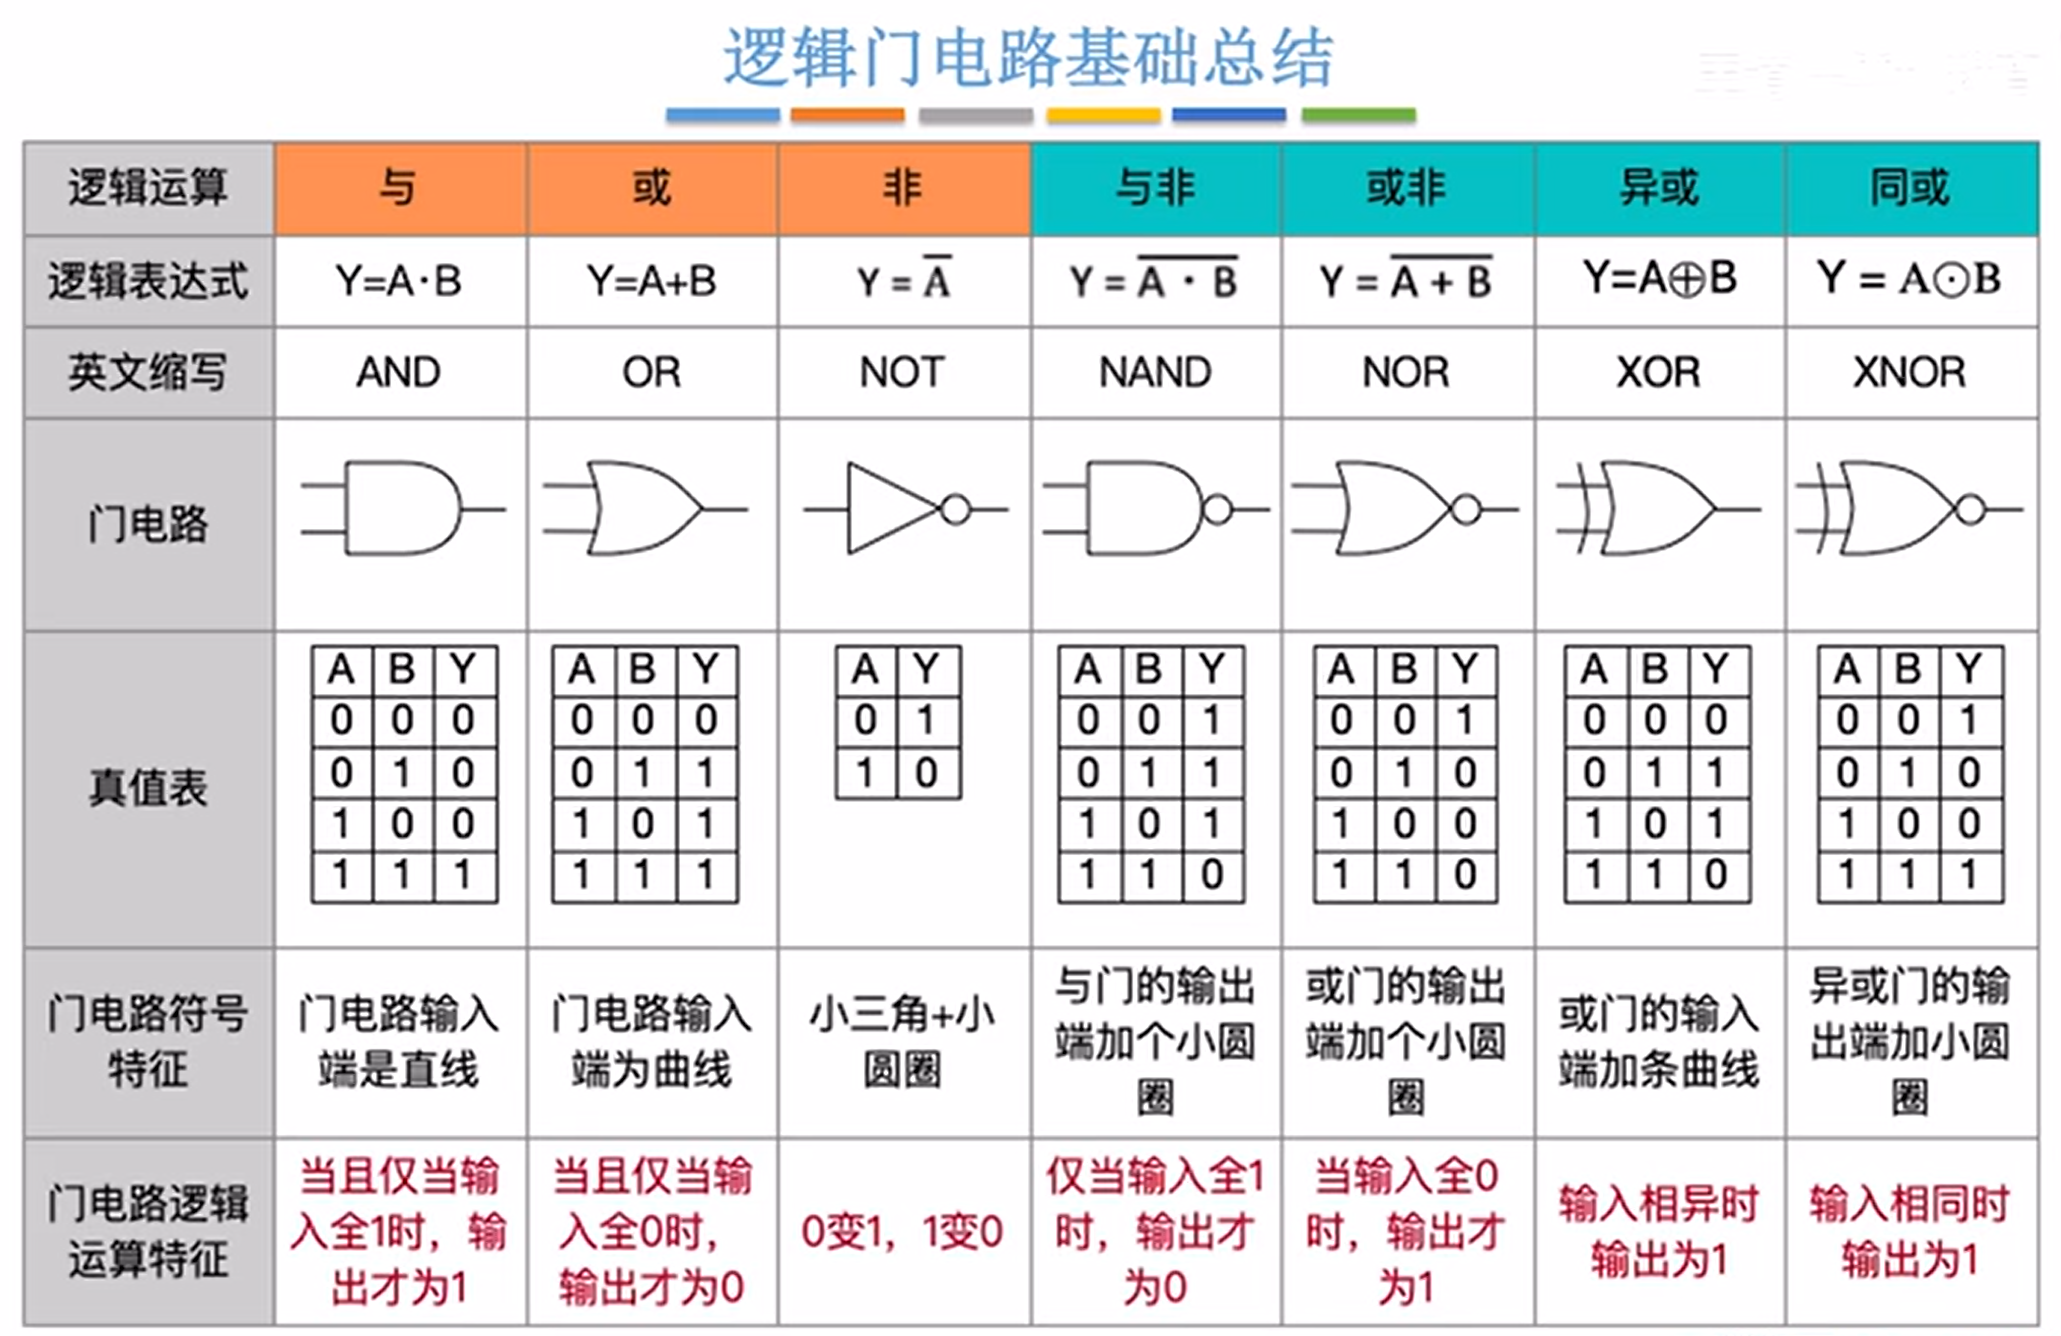 逻辑门电路基础总结
逻辑运算 与 或 非 与非 或非 异或 同或
逻辑表达式 Y=A·B Y=A+B Y = A̅ Y = A̅ ̅·̅ ̅B̅ Y = A̅ ̅+̅ ̅B̅ Y=A⊕B Y = A⊙B
英文缩写 AND OR NOT NAND NOR XOR XNOR
门电路
真值表
A B Y
0 0 0
0 1 0
1 0 0
1 1 1
A B Y
0 0 0
0 1 1
1 0 1
1 1 1
A Y
0 1
1 0
A B Y
0 0 1
0 1 1
1 0 1
1 1 0
A B Y
0 0 1
0 1 0
1 0 0
1 1 0
A B Y
0 0 0
0 1 1
1 0 1
1 1 0
A B Y
0 0 1
0 1 0
1 0 0
1 1 1
门电路符号
特征
门电路输入
端是直线
门电路输入
端为曲线
小三角+小
圆圈
与门的输出
端加个小圆
圈
或门的输出
端加个小圆
圈
或门的输入
端加条曲线
异或门的输
出端加小圆
圈
门电路逻辑
运算特征
当且仅当输
入全1时，输
出才为1
当且仅当输
入全0时，
输出才为0
0变1，1变0
仅当输入全1
时，输出才
为0
当输入全0
时，输出才
为1
输入相异时
输出为1
输入相同时
输出为1